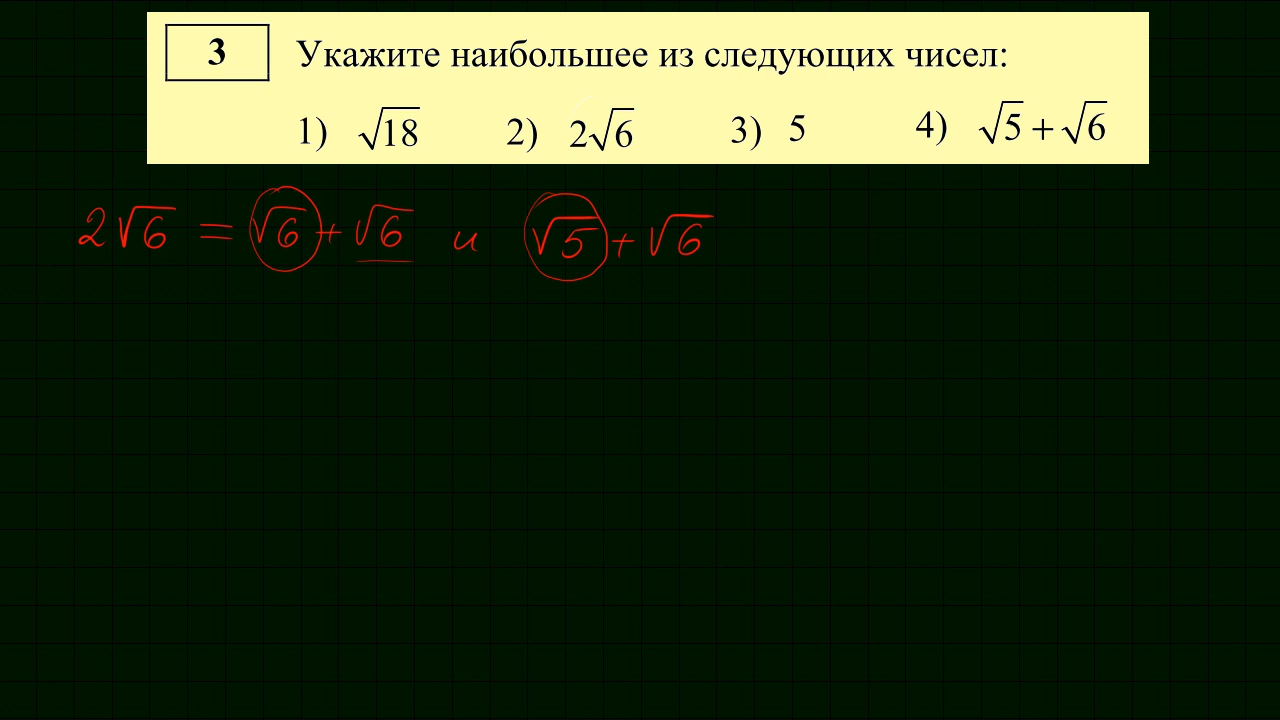 3 Укажите наибольшее из следующих чисел:
1) √18 2) 2√6 3) 5 4) √5 + √6
2√6 = √6 + √6 и √5 + √6